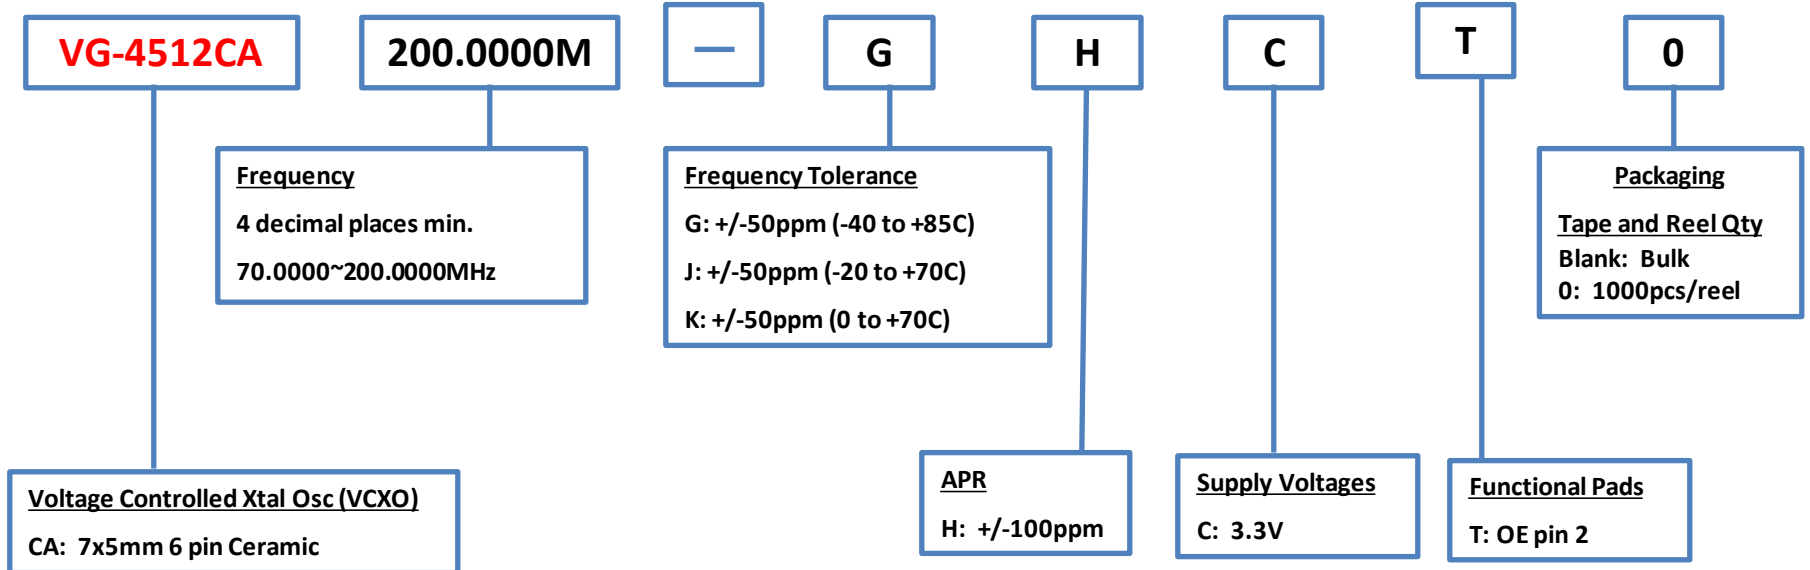 VG-4512CA
200.0000M
—
G
H
C
T
0
Frequency
4 decimal places min.
70.0000~200.0000MHz
Frequency Tolerance
G: +/-50ppm (-40 to +85C)
J: +/-50ppm (-20 to +70C)
K: +/-50ppm (0 to +70C)
Packaging
Tape and Reel Qty
Blank: Bulk
0: 1000pcs/reel
Voltage Controlled Xtal Osc (VCXO)
CA: 7x5mm 6 pin Ceramic
APR
H: +/-100ppm
Supply Voltages
C: 3.3V
Functional Pads
T: OE pin 2